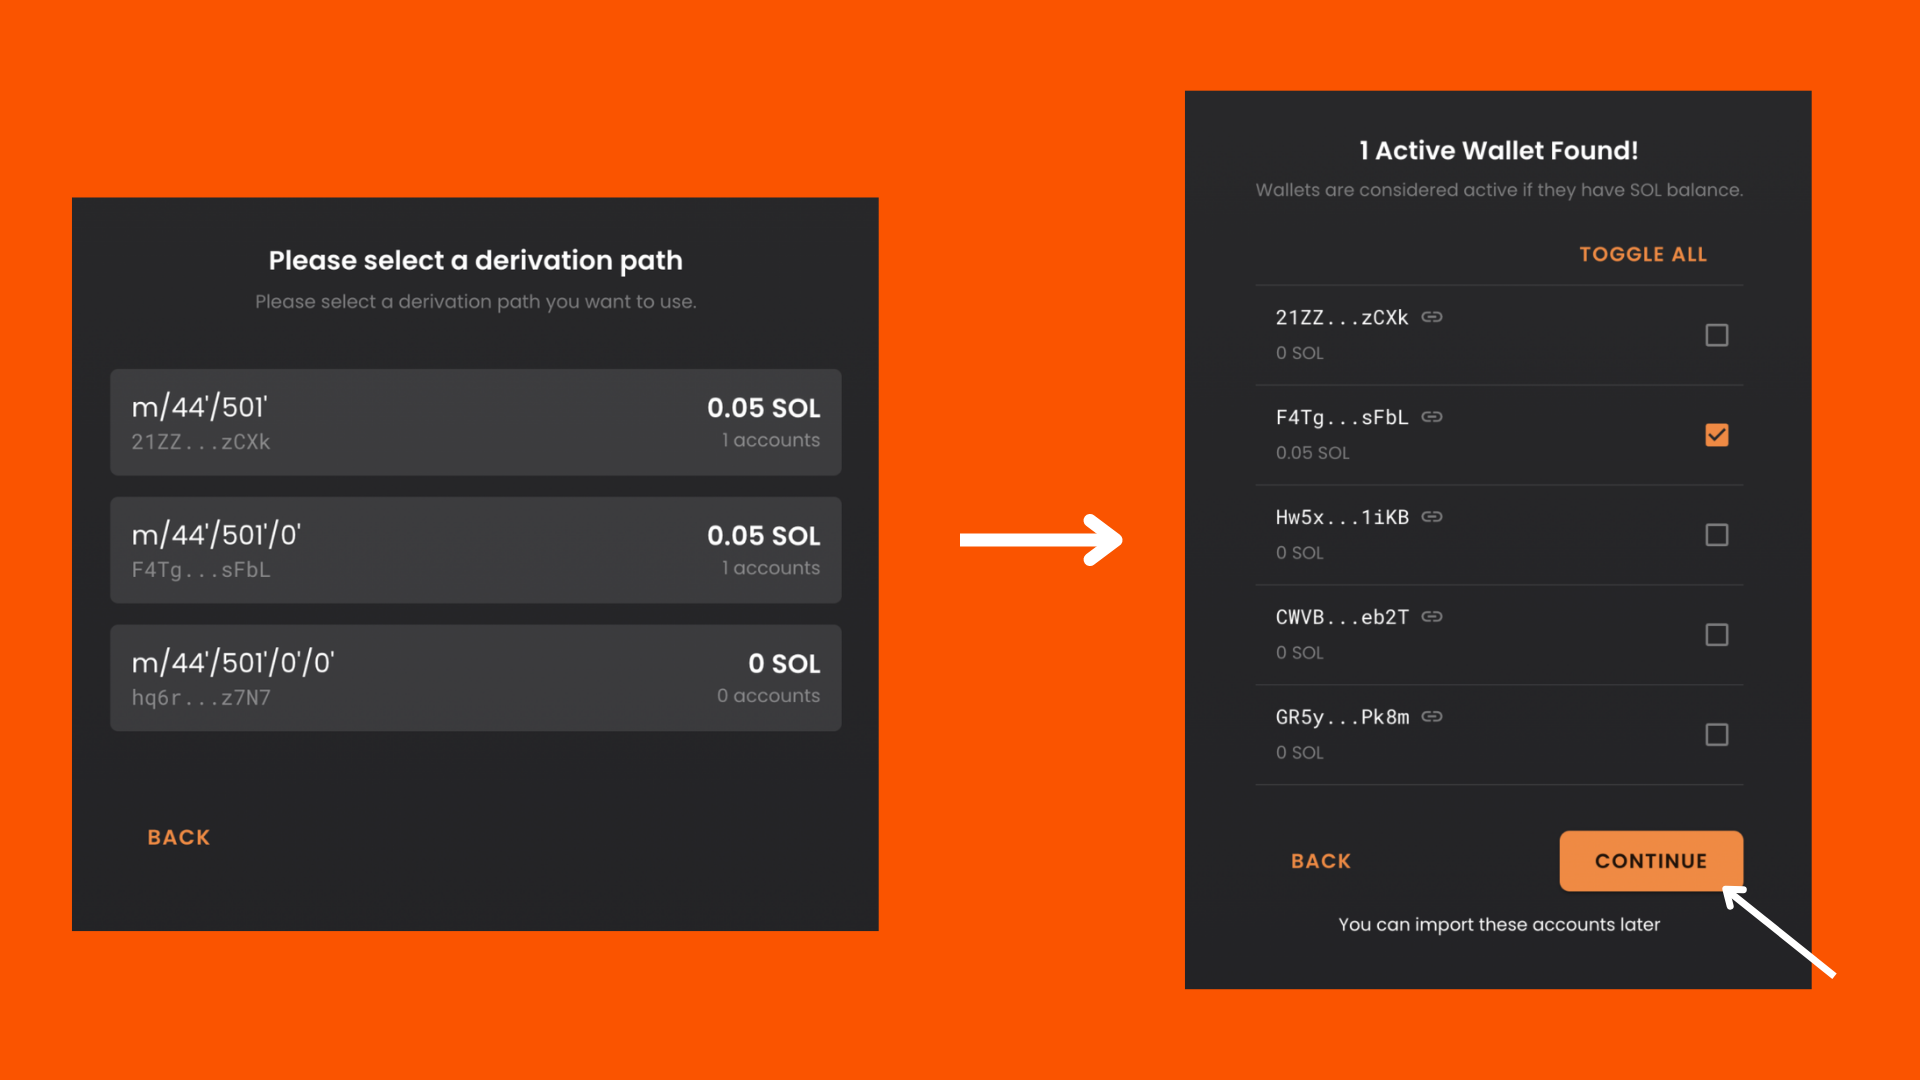 Please select a derivation path
Please select a derivation path you want to use.
m/44'/501' 0.05 SOL
21ZZ...zCXk 1 accounts
m/44'/501'/0' 0.05 SOL
F4Tg...sFbL 1 accounts
m/44'/501'/0'/0' 0 SOL
hq6r...z7N7 0 accounts
BACK
1 Active Wallet Found!
Wallets are considered active if they have SOL balance.
TOGGLE ALL
21ZZ...zCXk
0 SOL
F4Tg...sFbL
0.05 SOL
Hw5x...1iKB
0 SOL
CWVB...eb2T
0 SOL
GR5y...Pk8m
0 SOL
BACK CONTINUE
You can import these accounts later